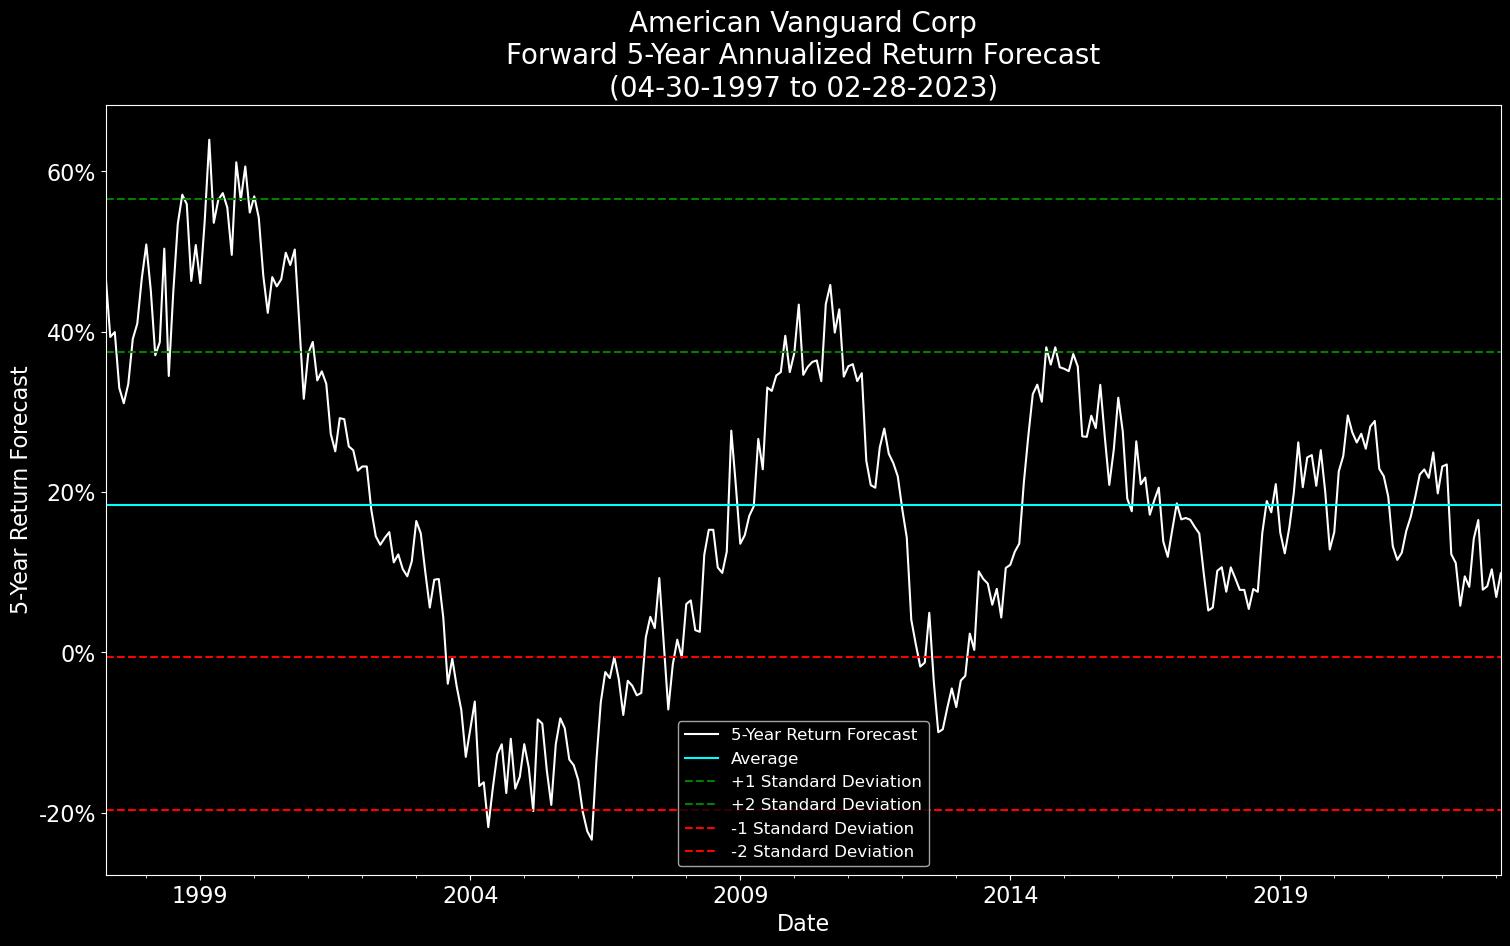 American Vanguard Corp
Forward 5-Year Annualized Return Forecast
(04-30-1997 to 02-28-2023)
5-Year Return Forecast
60%
40%
20%
0%
-20%
5-Year Return Forecast
Average
+1 Standard Deviation
+2 Standard Deviation
-1 Standard Deviation
-2 Standard Deviation
1999 2004 2009 2014 2019
Date